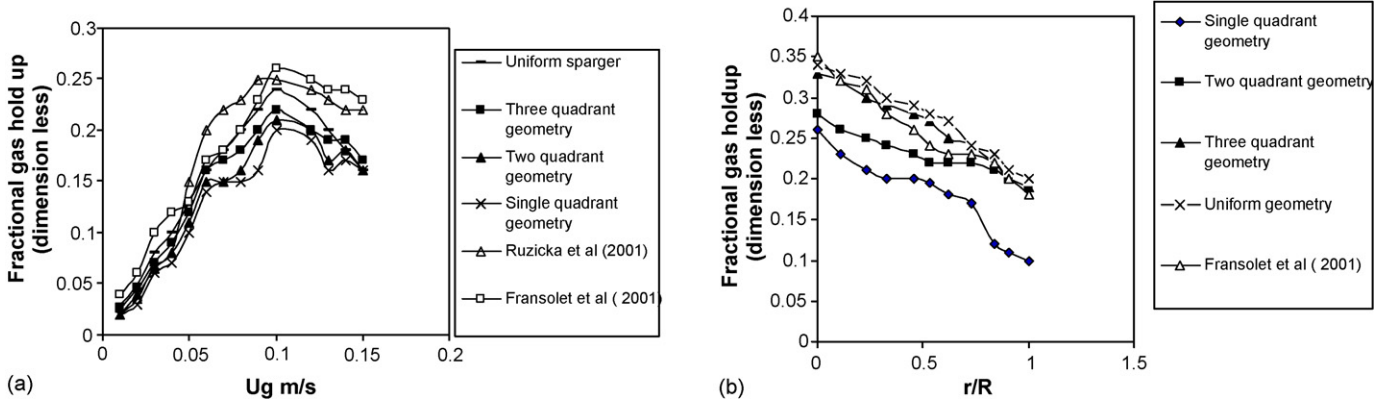 Fractional gas hold up
(dimension less)
0.3
0.25
0.2
0.15
0.1
0.05
0
0
0.05
0.1
0.15
0.2
Ug m/s
(a)
Uniform sparger
Three quadrant
geometry
Two quadrant
geometry
Single quadrant
geometry
Ruzicka et al (2001)
Fransolet et al ( 2001)
Fractional gas holdup
(dimension less)
0.4
0.35
0.3
0.25
0.2
0.15
0.1
0.05
0
0
0.5
1
1.5
r/R
(b)
Single quadrant
geometry
Two quadrant geometry
Three quadrant
geometry
Uniform geometry
Fransolet et al ( 2001)